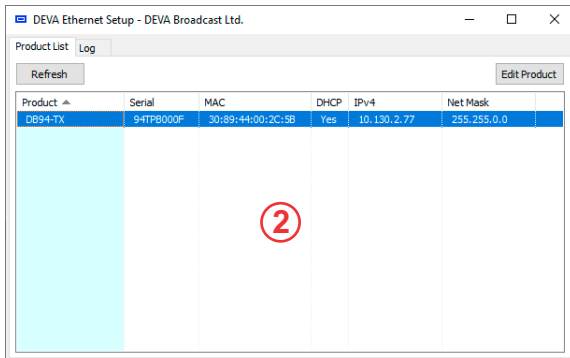 DEVA Ethernet Setup - DEVA Broadcast Ltd.
Product List Log
Refresh Edit Product
Product Serial MAC DHCP IPv4 Net Mask
DB94-TX 94TPB000F 30:89:44:00:2C:5B Yes 10.130.2.77 255.255.0.0
2